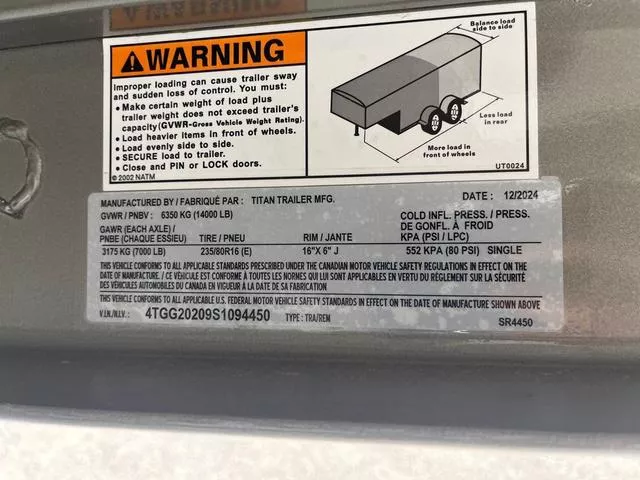 WARNING
Improper loading can cause trailer sway
and sudden loss of control. You must:
• Make certain weight of load plus
trailer weight does not exceed trailer's
capacity(GVWR-Gross Vehicle Weight Rating).
• Load heavier items in front of wheels.
• Load evenly side to side.
• SECURE load to trailer.
• Close and PIN or LOCK doors.
© 2002 NATM
Balance load
side to side
Less load
in rear
More load in
front of wheels
UT0024
MANUFACTURED BY / FABRIQUÉ PAR : TITAN TRAILER MFG. DATE : 12/2024
GVWR / PNBV : 6350 KG (14000 LB)
GAWR (EACH AXLE) /
PNBE (CHAQUE ESSIEU) TIRE / PNEU RIM / JANTE
COLD INFL. PRESS. / PRESS.
DE GONFL. À FROID
KPA (PSI / LPC)
3175 KG (7000 LB) 235/80R16 (E) 16"X 6" J 552 KPA (80 PSI) SINGLE
THIS VEHICLE CONFORMS TO ALL APPLICABLE STANDARDS PRESCRIBED UNDER THE CANADIAN MOTOR VEHICLE SAFETY REGULATIONS IN EFFECT
ON THE DATE OF MANUFACTURE / CE VÉHICULE EST CONFORME À TOUTES LES NORMES QUI LUI SONT APPLICABLES EN VERTU DU RÈGLEMENT SUR LA SÉCURITÉ
DES VÉHICULES AUTOMOBILES DU CANADA EN VIGUEUR À LA DATE DE SA FABRICATION
THIS VEHICLE CONFORMS TO ALL APPLICABLE U.S. FEDERAL MOTOR VEHICLE SAFETY STANDARDS IN EFFECT ON THE DATE OF MANUFACTURE SHOWN ABOVE
V.I.N./N.I.V.: 4TGG20209S1094450 TYPE : TRA/REM SR4450